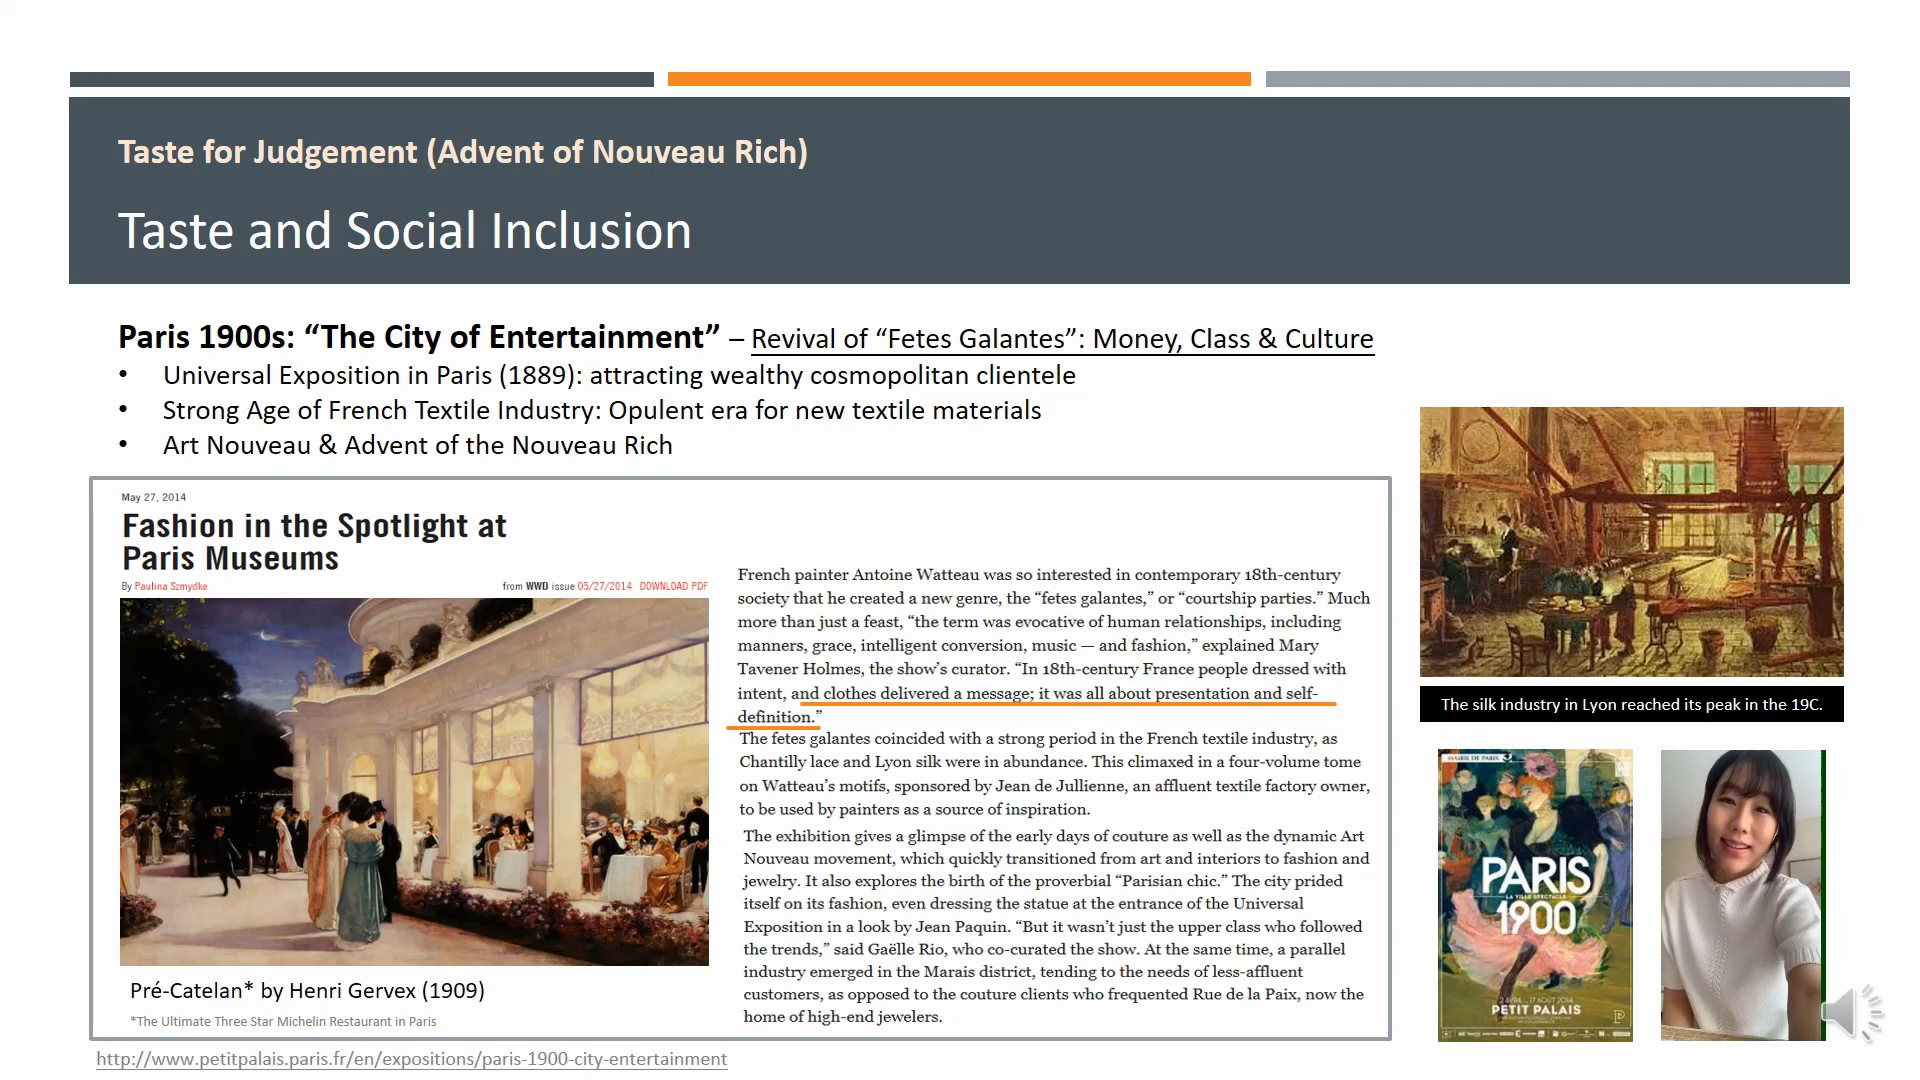 Taste for Judgement (Advent of Nouveau Rich)
Taste and Social Inclusion
Paris 1900s: “The City of Entertainment” – Revival of “Fetes Galantes”: Money, Class & Culture
• Universal Exposition in Paris (1889): attracting wealthy cosmopolitan clientele
• Strong Age of French Textile Industry: Opulent era for new textile materials
• Art Nouveau & Advent of the Nouveau Rich
May 27, 2014
Fashion in the Spotlight at
Paris Museums
By Paulina Szmydke from WWD issue 05/27/2014 DOWNLOAD PDF
Pré-Catelan* by Henri Gervex (1909)
*The Ultimate Three Star Michelin Restaurant in Paris
French painter Antoine Watteau was so interested in contemporary 18th-century
society that he created a new genre, the “fetes galantes,” or “courtship parties.” Much
more than just a feast, “the term was evocative of human relationships, including
manners, grace, intelligent conversion, music — and fashion,” explained Mary
Tavener Holmes, the show’s curator. “In 18th-century France people dressed with
intent, and clothes delivered a message; it was all about presentation and self-
definition.”
The fetes galantes coincided with a strong period in the French textile industry, as
Chantilly lace and Lyon silk were in abundance. This climaxed in a four-volume tome
on Watteau’s motifs, sponsored by Jean de Jullienne, an affluent textile factory owner,
to be used by painters as a source of inspiration.
The exhibition gives a glimpse of the early days of couture as well as the dynamic Art
Nouveau movement, which quickly transitioned from art and interiors to fashion and
jewelry. It also explores the birth of the proverbial “Parisian chic.” The city prided
itself on its fashion, even dressing the statue at the entrance of the Universal
Exposition in a look by Jean Paquin. “But it wasn’t just the upper class who followed
the trends,” said Gaëlle Rio, who co-curated the show. At the same time, a parallel
industry emerged in the Marais district, tending to the needs of less-affluent
customers, as opposed to the couture clients who frequented Rue de la Paix, now the
home of high-end jewelers.
The silk industry in Lyon reached its peak in the 19C.
MAIRIE DE PARIS
PARIS
LA VILLE SPECTACLE
1900
PETIT PALAIS
http://www.petitpalais.paris.fr/en/expositions/paris-1900-city-entertainment